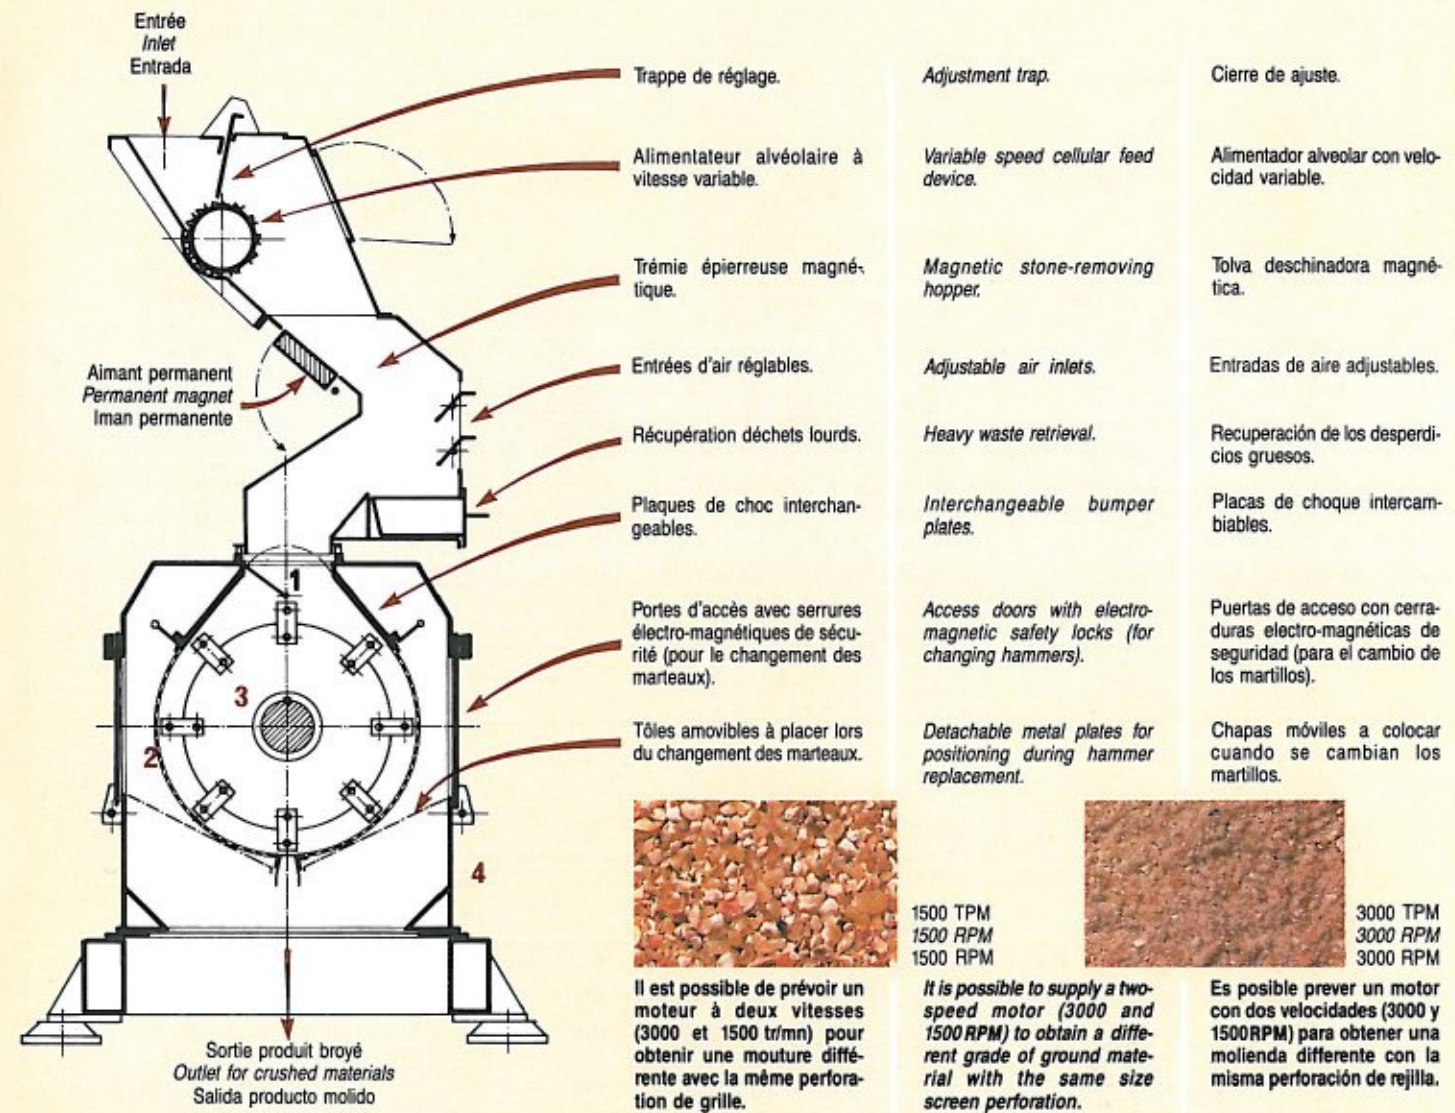 Entrée
Inlet
Entrada
Trappe de réglage.
Adjustment trap.
Cierre de ajuste.
Alimentateur alvéolaire à
vitesse variable.
Variable speed cellular feed
device.
Alimentador alveolar con velo-
cidad variable.
Trémie épierreuse magné-
tique.
Magnetic stone-removing
hopper.
Tolva deschinadora magné-
tica.
Aimant permanent
Permanent magnet
Iman permanente
Entrées d'air réglables.
Adjustable air inlets.
Entradas de aire adjustables.
Récupération déchets lourds.
Heavy waste retrieval.
Recuperación de los desperdi-
cios gruesos.
Plaques de choc interchan-
geables.
Interchangeable bumper
plates.
Placas de choque intercam-
biables.
1
Portes d'accès avec serrures
électro-magnétiques de sécu-
rité (pour le changement des
marteaux).
Access doors with electro-
magnetic safety locks (for
changing hammers).
Puertas de acceso con cerra-
duras electro-magnéticas de
seguridad (para el cambio de
los martillos).
3
2
Tôles amovibles à placer lors
du changement des marteaux.
Detachable metal plates for
positioning during hammer
replacement.
Chapas móviles a colocar
cuando se cambian los
martillos.
4
1500 TPM
1500 RPM
1500 RPM
3000 TPM
3000 RPM
3000 RPM
Il est possible de prévoir un
moteur à deux vitesses
(3000 et 1500 tr/mn) pour
obtenir une mouture diffé-
rente avec la même perfora-
tion de grille.
It is possible to supply a two-
speed motor (3000 and
1500 RPM) to obtain a diffe-
rent grade of ground mate-
rial with the same size
screen perforation.
Es posible prever un motor
con dos velocidades (3000 y
1500RPM) para obtener una
molienda differente con la
misma perforación de rejilla.
Sortie produit broyé
Outlet for crushed materials
Salida producto molido